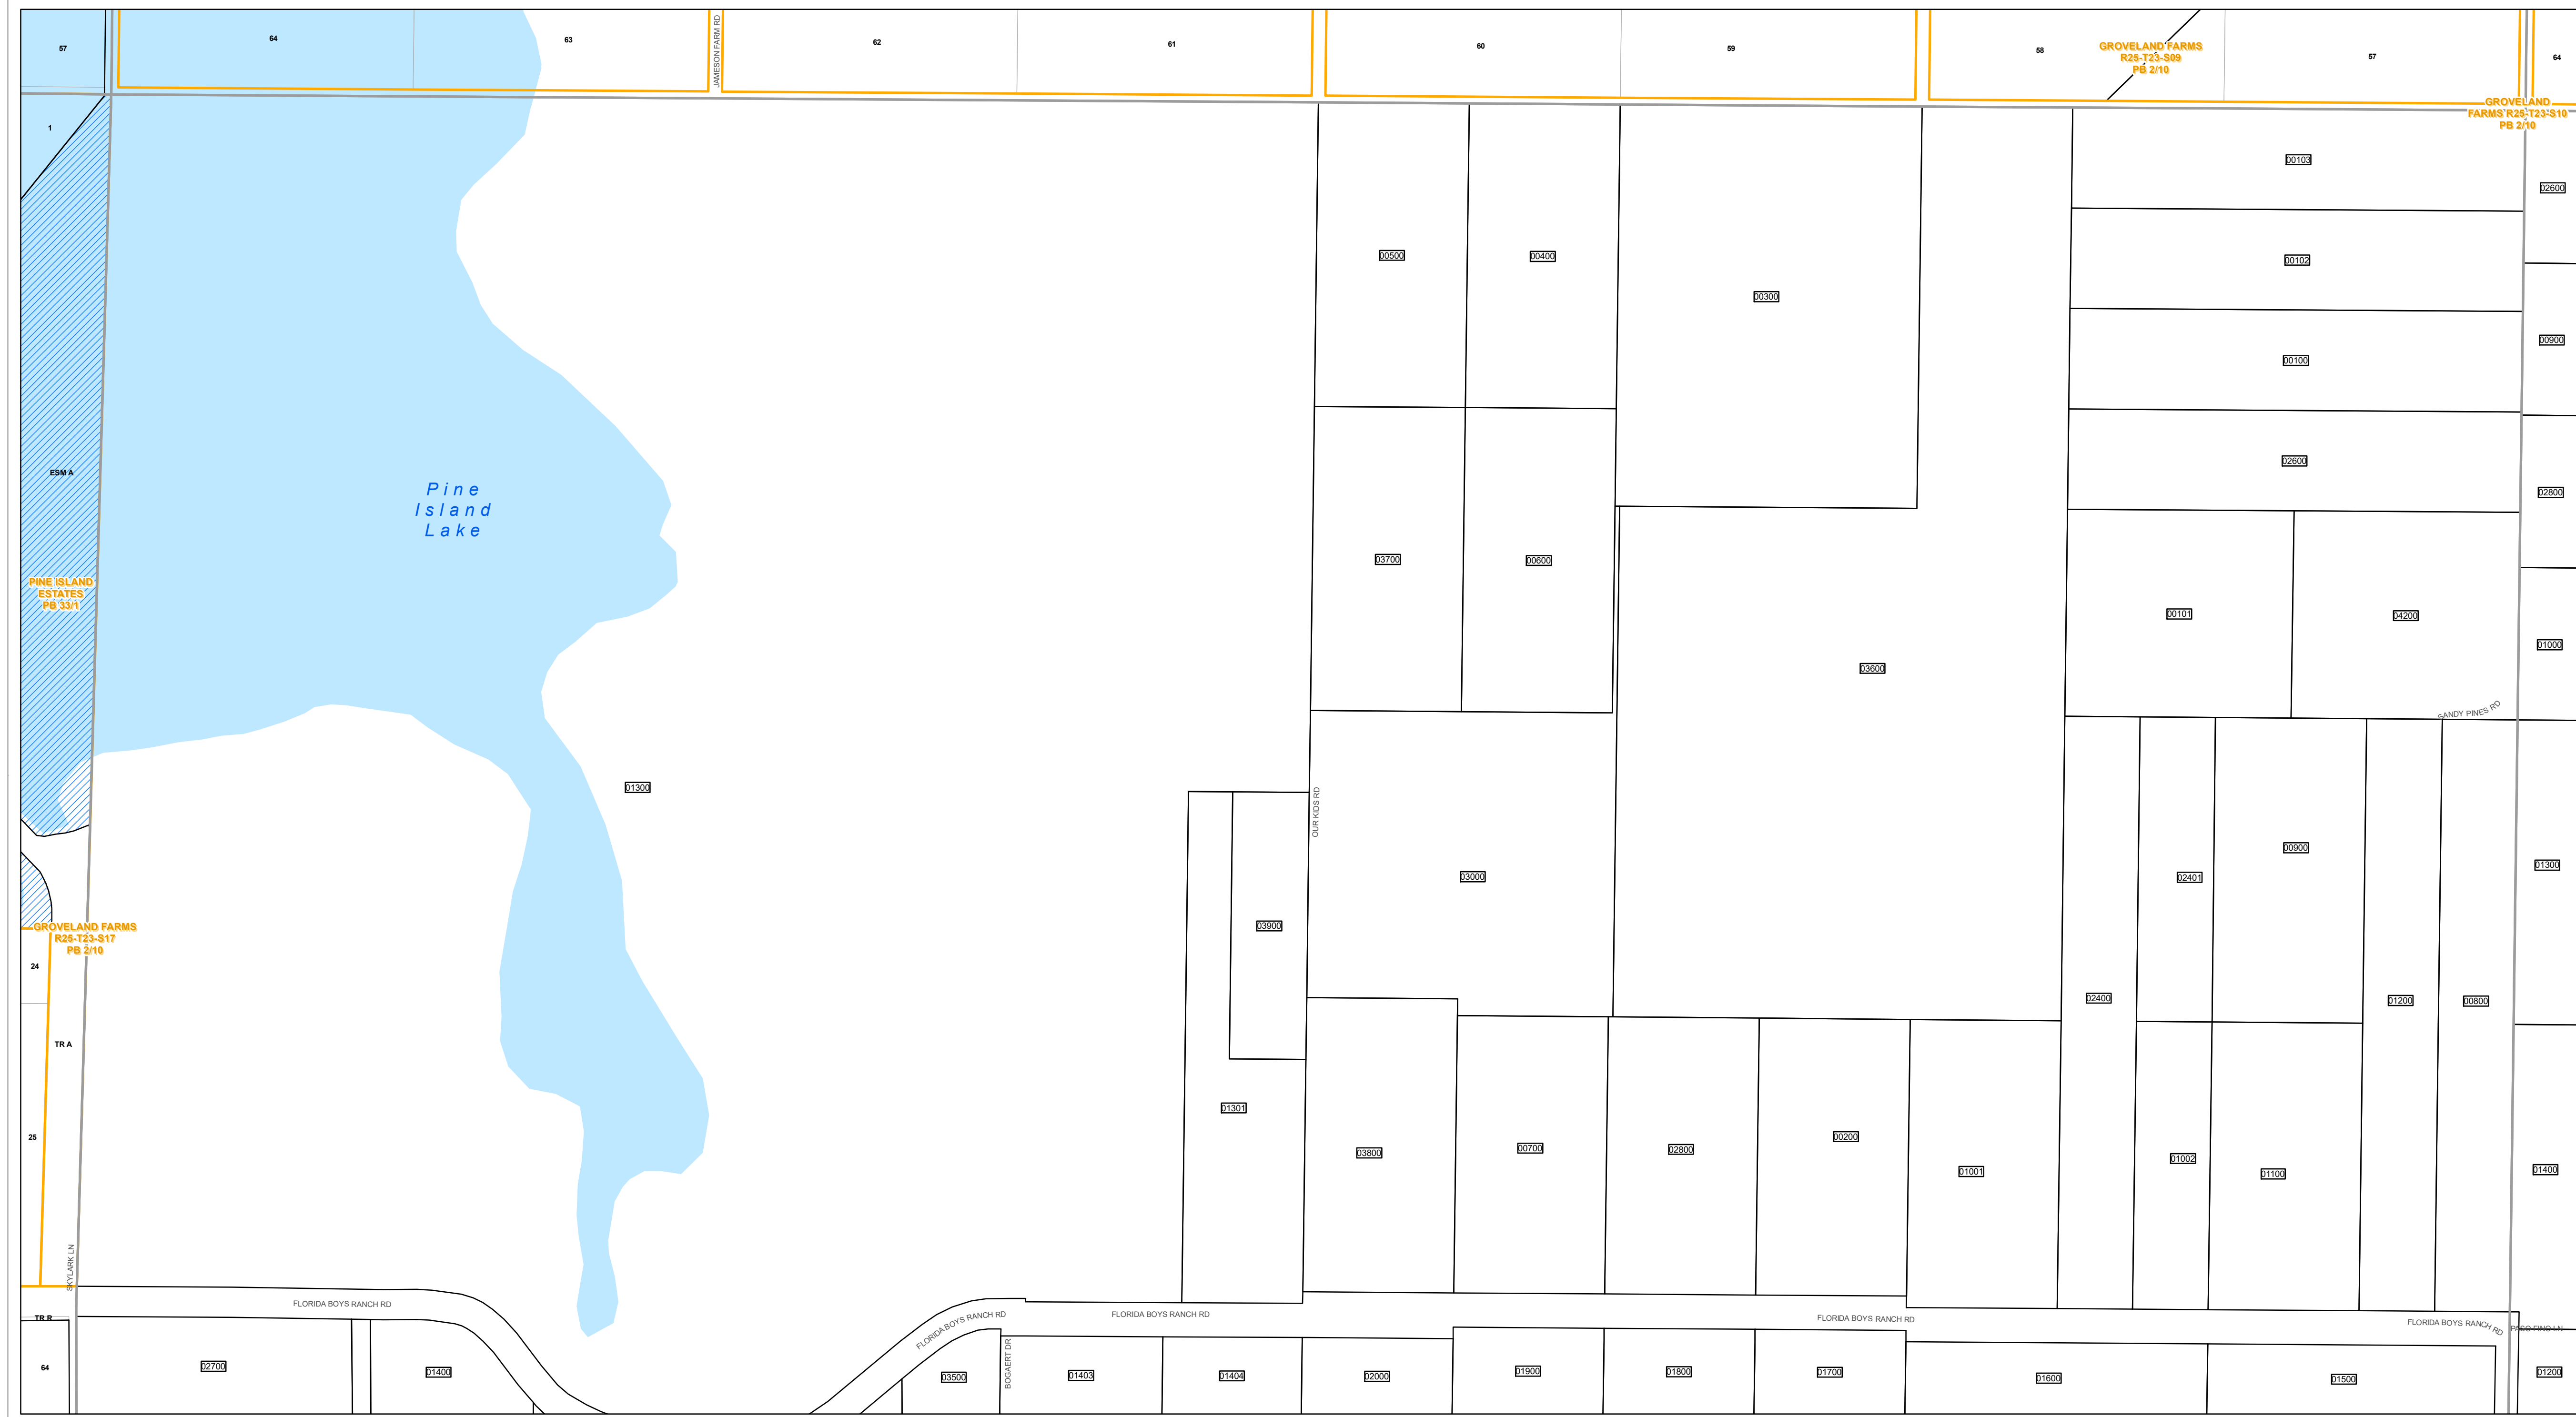 57
64
63
JAMESON FARM RD
62
61
60
59
58
GROVELAND FARMS
R25-T23-S09
PB 2/10
57
64
GROVELAND
FARMS R25-T23-S10
PB 2/10
1
00103
02600
00500
00400
00102
00300
00900
00100
ESM A
Pine
Island
Lake
02600
02800
03700
00600
PINE ISLAND
ESTATES
PB 33/1
00101
04200
01000
03600
SANDY PINES RD
01300
OUR KIDS RD
00900
01300
03000
02401
03900
GROVELAND FARMS
R25-T23-S17
PB 2/10
24
02400
01200
00800
TR A
01301
25
03800
00700
02800
00200
01001
01002
01100
01400
SKYLARK LN
FLORIDA BOYS RANCH RD
FLORIDA BOYS RANCH RD
FLORIDA BOYS RANCH RD
FLORIDA BOYS RANCH RD
FLORIDA BOYS RANCH RD
PASO FINO LN
TR R
64
02700
01400
03500
BOGAERT DR
01403
01404
02000
01900
01800
01700
01600
01500
01200